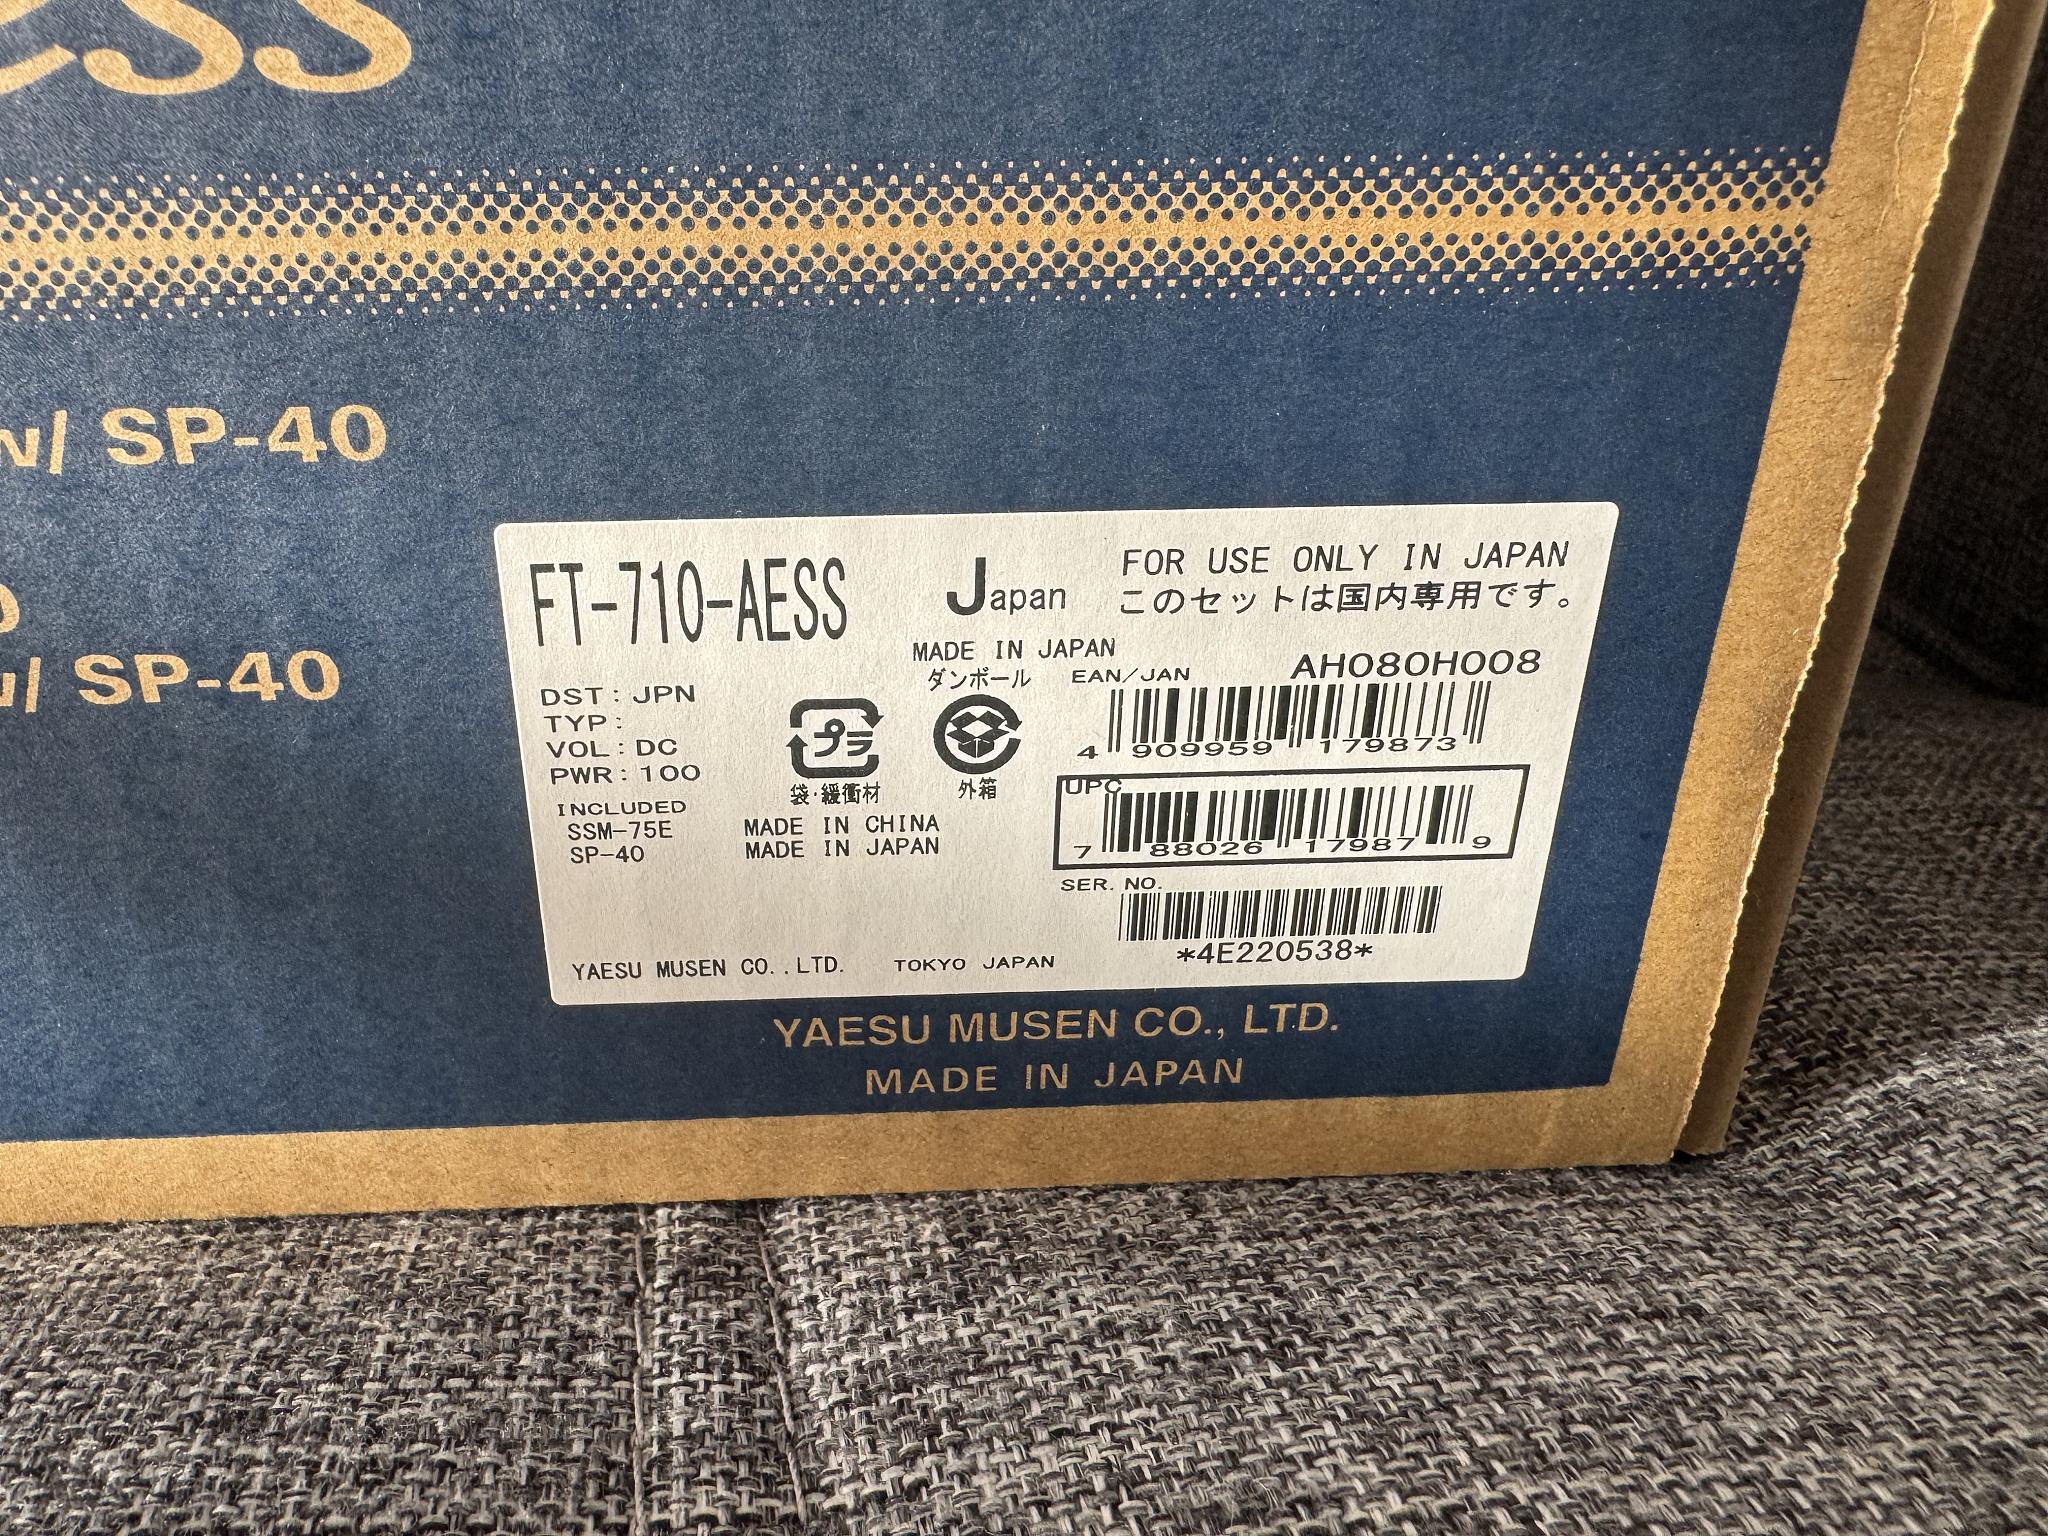 ess
w/ SP-40
w/ SP-40
FT-710-AESS
Japan
FOR USE ONLY IN JAPAN
このセットは国内専用です。
MADE IN JAPAN
ダンボール
EAN/JAN
AH080H008
DST: JPN
TYP:
VOL: DC
PWR: 100
プラ
4 909959 179873
袋・緩衝材
外箱
UPC
7 88026 17987 9
INCLUDED
SSM-75E
SP-40
MADE IN CHINA
MADE IN JAPAN
SER. NO.
*4E220538*
YAESU MUSEN CO.,LTD. TOKYO JAPAN
YAESU MUSEN CO., LTD.
MADE IN JAPAN